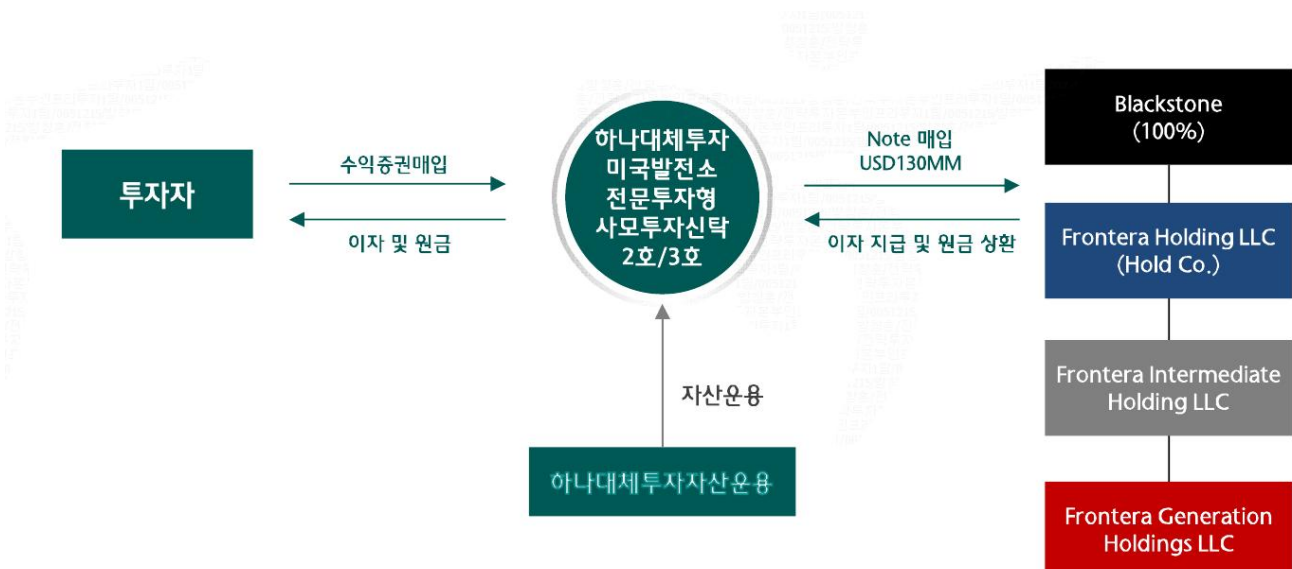 투자자
수익증권매입
이자 및 원금
하나대체투자
미국발전소
전문투자형
사모투자신탁
2호/3호
Note 매입
USD130MM
이자 지급 및 원금 상환
Blackstone
(100%)
Frontera Holding LLC
(Hold Co.)
Frontera Intermediate
Holding LLC
Frontera Generation
Holdings LLC
자산운용
하나대체투자자산운용